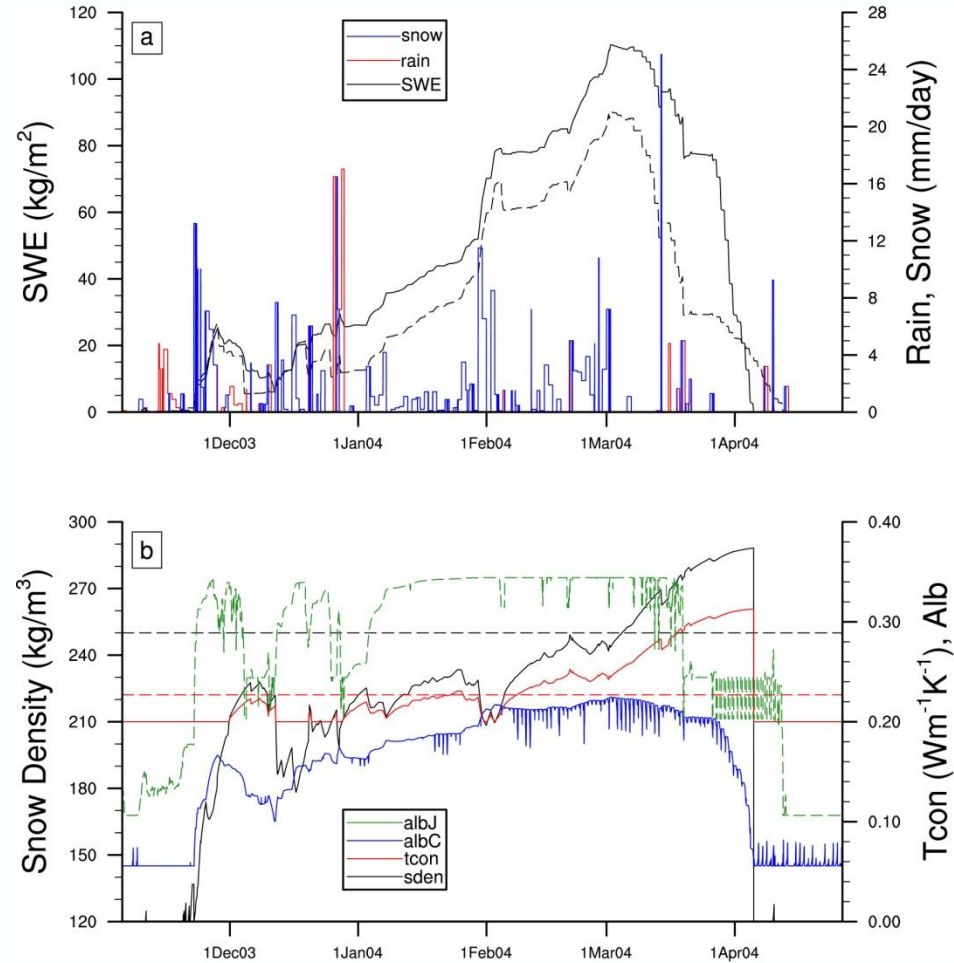 a
snow
rain
SWE
120
100
80
60
40
20
0
SWE (kg/m²)
28
24
20
16
12
8
4
0
Rain, Snow (mm/day)
1Dec03 1Jan04 1Feb04 1Mar04 1Apr04
b
300
270
240
210
180
150
120
Snow Density (kg/m³)
albJ
albC
tcon
sden
0.40
0.30
0.20
0.10
0.00
Tcon (Wm⁻¹K⁻¹), Alb
1Dec03 1Jan04 1Feb04 1Mar04 1Apr04